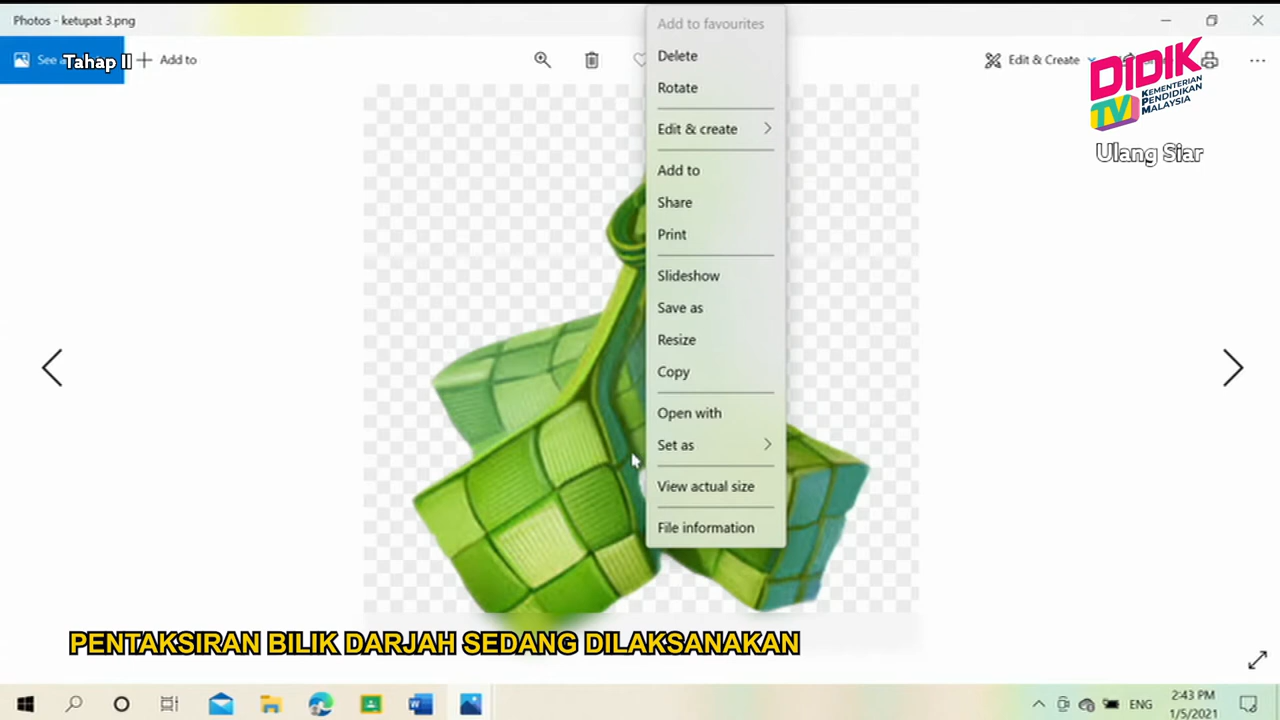 Photos - ketupat 3.png
See a
Tahap II
Add to
Edit & Create
DIDIK
TV
KEMENTERIAN
PENDIDIKAN
MALAYSIA
Ulang Siar
Add to favourites
Delete
Rotate
Edit & create
Add to
Share
Print
Slideshow
Save as
Resize
Copy
Open with
Set as
View actual size
File information
PENTAKSIRAN BILIK DARJAH SEDANG DILAKSANAKAN
ENG
2:43 PM
1/5/2021